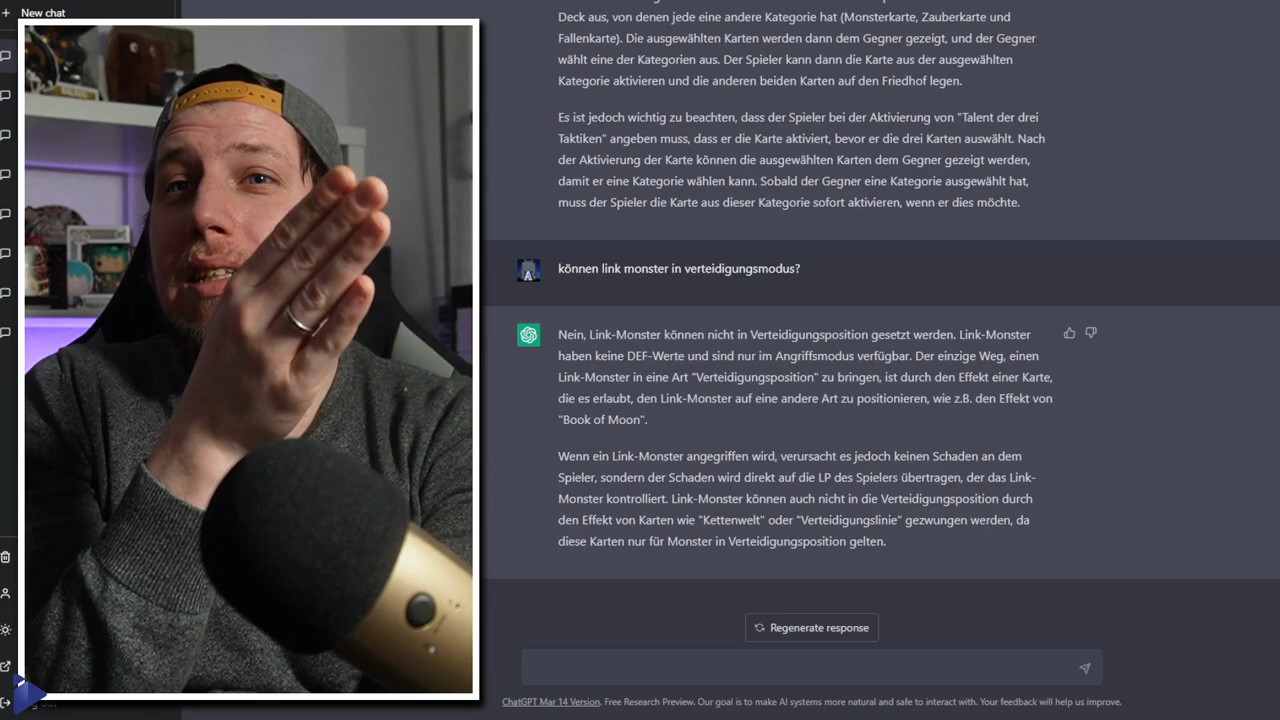 New chat
Deck aus, von denen jede eine andere Kategorie hat (Monsterkarte, Zauberkarte und
Fallenkarte). Die ausgewählten Karten werden dann dem Gegner gezeigt, und der Gegner
wählt eine der Kategorien aus. Der Spieler kann dann die Karte aus der ausgewählten
Kategorie aktivieren und die anderen beiden Karten auf den Friedhof legen.
Es ist jedoch wichtig zu beachten, dass der Spieler bei der Aktivierung von "Talent der drei
Taktiken" angeben muss, dass er die Karte aktiviert, bevor er die drei Karten auswählt. Nach
der Aktivierung der Karte können die ausgewählten Karten dem Gegner gezeigt werden,
damit er eine Kategorie wählen kann. Sobald der Gegner eine Kategorie ausgewählt hat,
muss der Spieler die Karte aus dieser Kategorie sofort aktivieren, wenn er dies möchte.
können link monster in verteidigungsmodus?
Nein, Link-Monster können nicht in Verteidigungsposition gesetzt werden. Link-Monster
haben keine DEF-Werte und sind nur im Angriffsmodus verfügbar. Der einzige Weg, einen
Link-Monster in eine Art "Verteidigungsposition" zu bringen, ist durch den Effekt einer Karte,
die es erlaubt, den Link-Monster auf eine andere Art zu positionieren, wie z.B. den Effekt von
"Book of Moon".
Wenn ein Link-Monster angegriffen wird, verursacht es jedoch keinen Schaden an dem
Spieler, sondern der Schaden wird direkt auf die LP des Spielers übertragen, der das Link-
Monster kontrolliert. Link-Monster können auch nicht in die Verteidigungsposition durch
den Effekt von Karten wie "Kettenwelt" oder "Verteidigungslinie" gezwungen werden, da
diese Karten nur für Monster in Verteidigungsposition gelten.
Regenerate response
ChatGPT Mar 14 Version. Free Research Preview. Our goal is to make AI systems more natural and safe to interact with. Your feedback will help us improve.